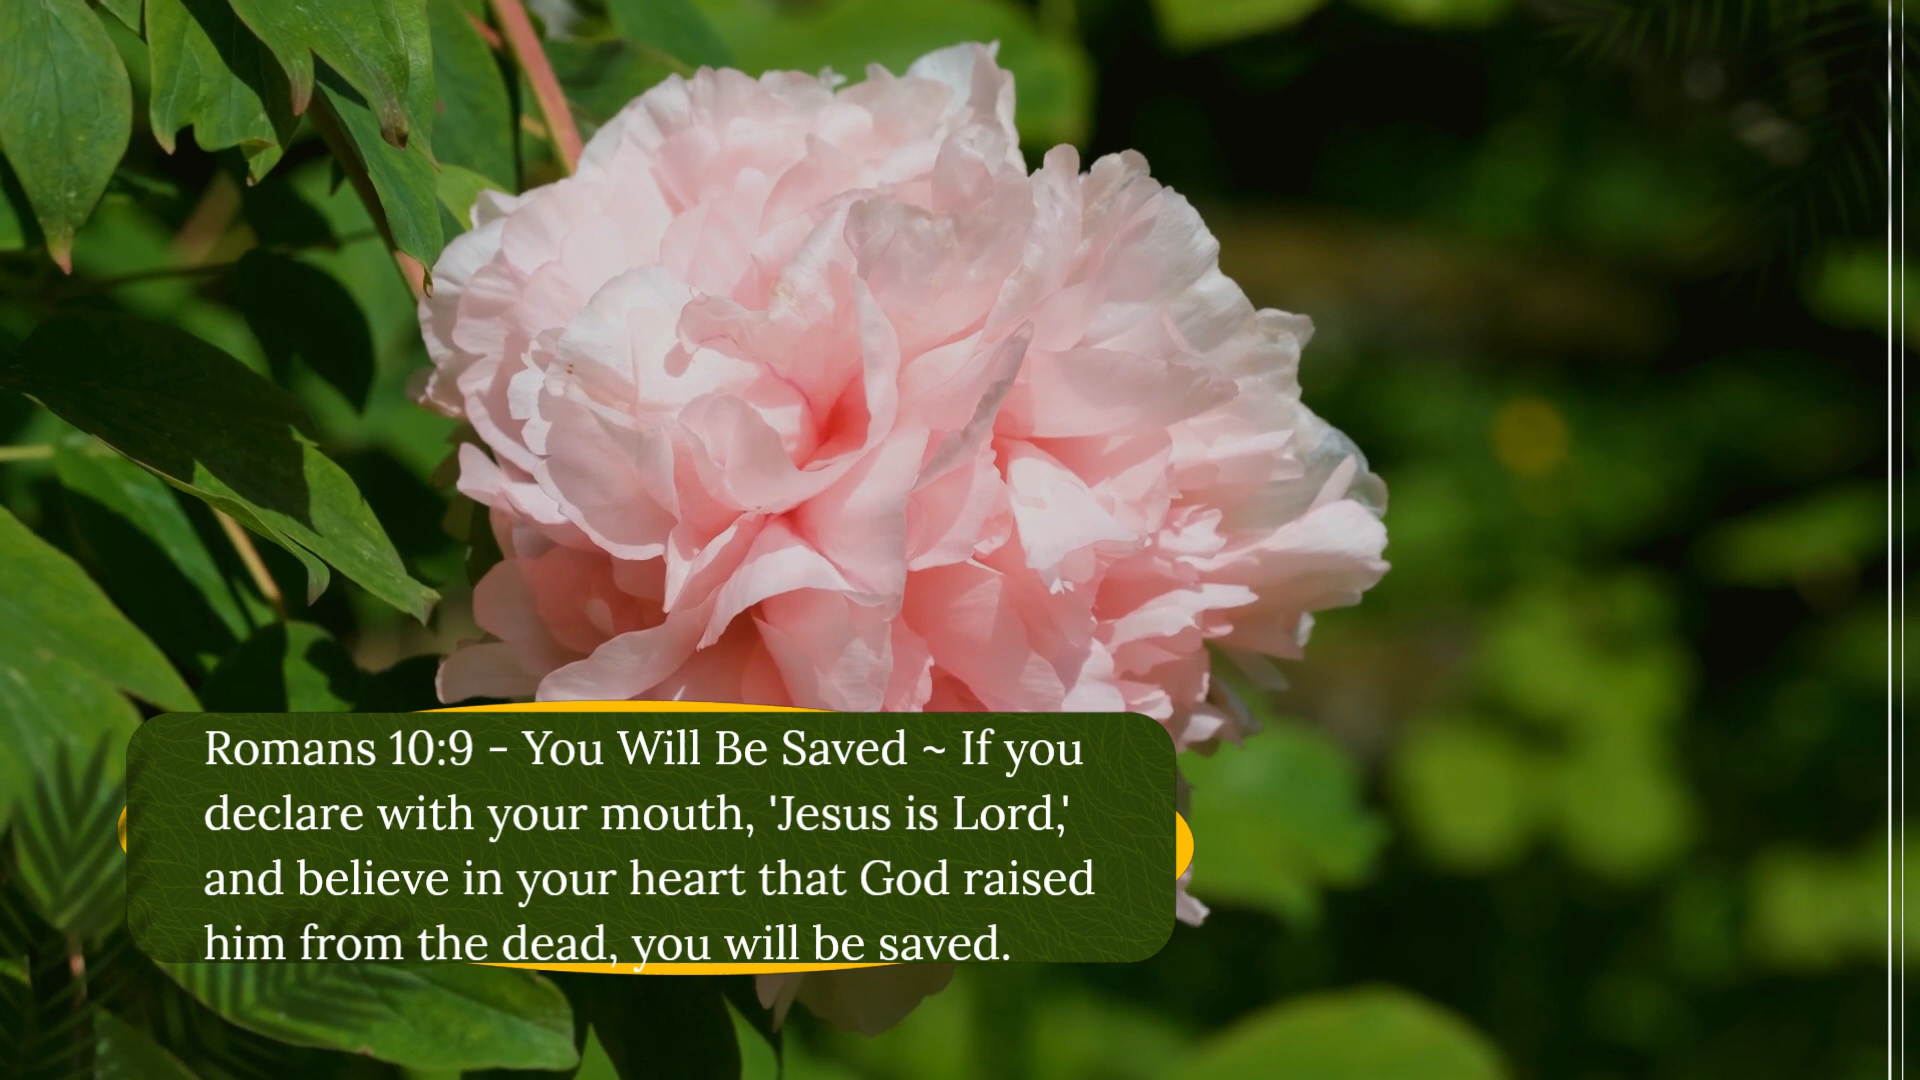 Romans 10:9 - You Will Be Saved ~ If you
declare with your mouth, 'Jesus is Lord,'
and believe in your heart that God raised
him from the dead, you will be saved.